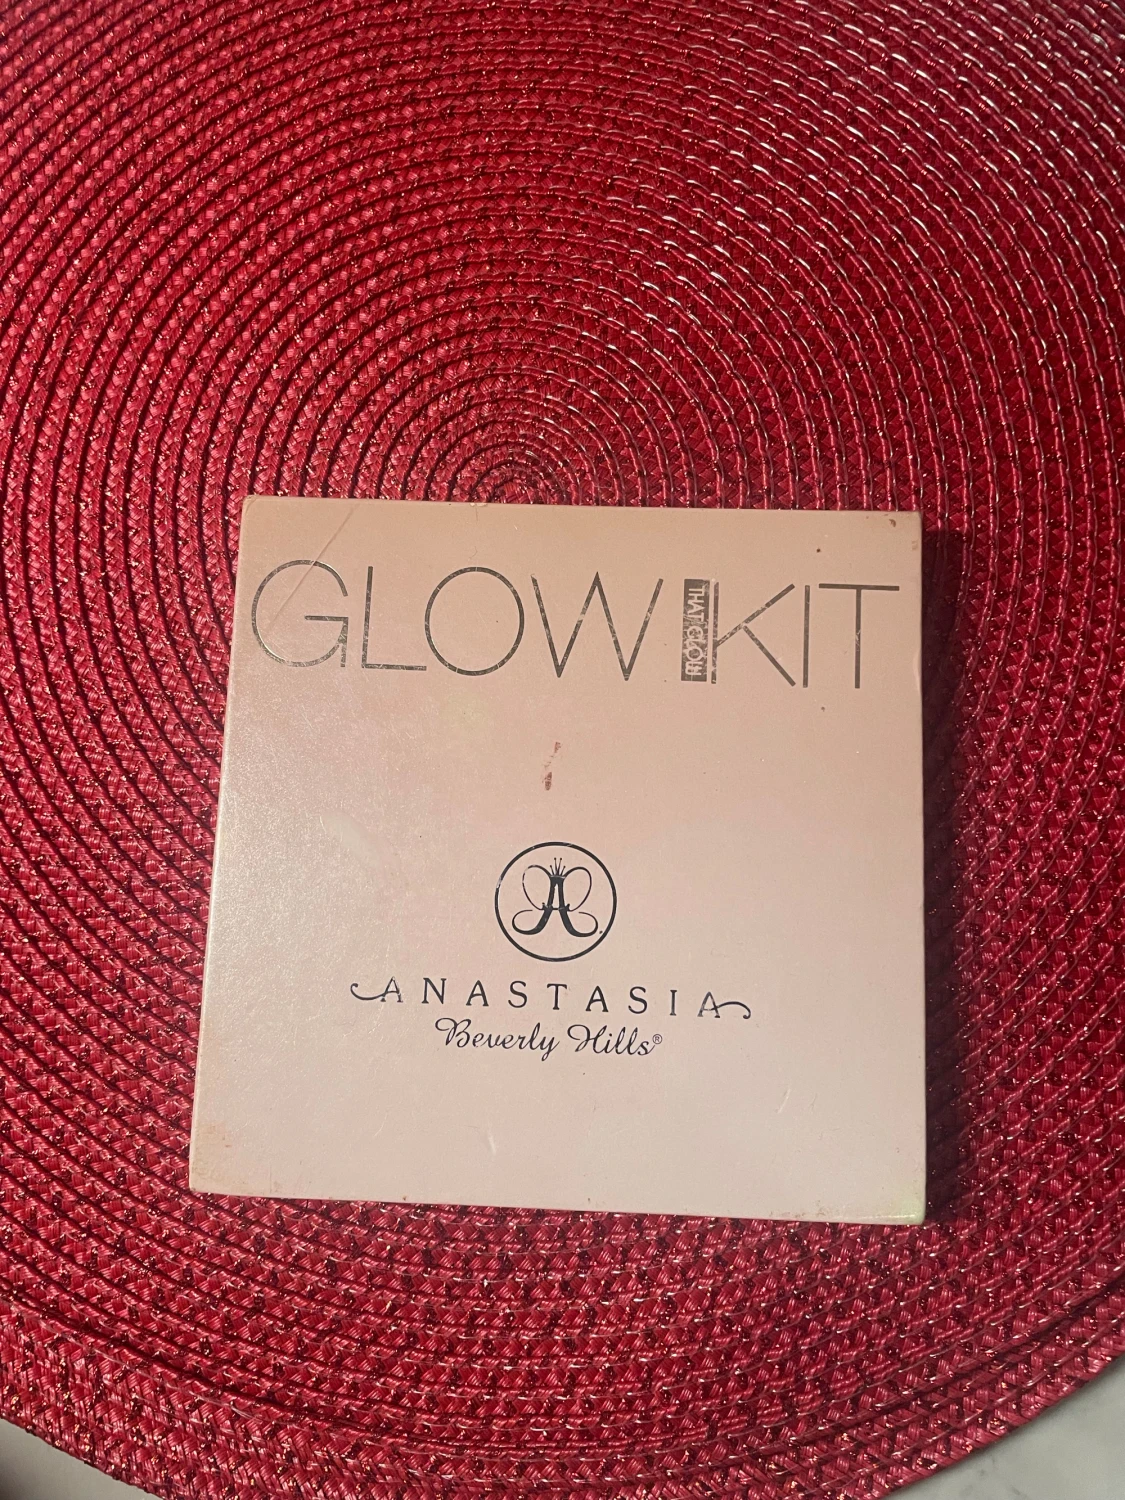 GLOW THAT GLOW KIT
A
ANASTASIA
Beverly Hills®